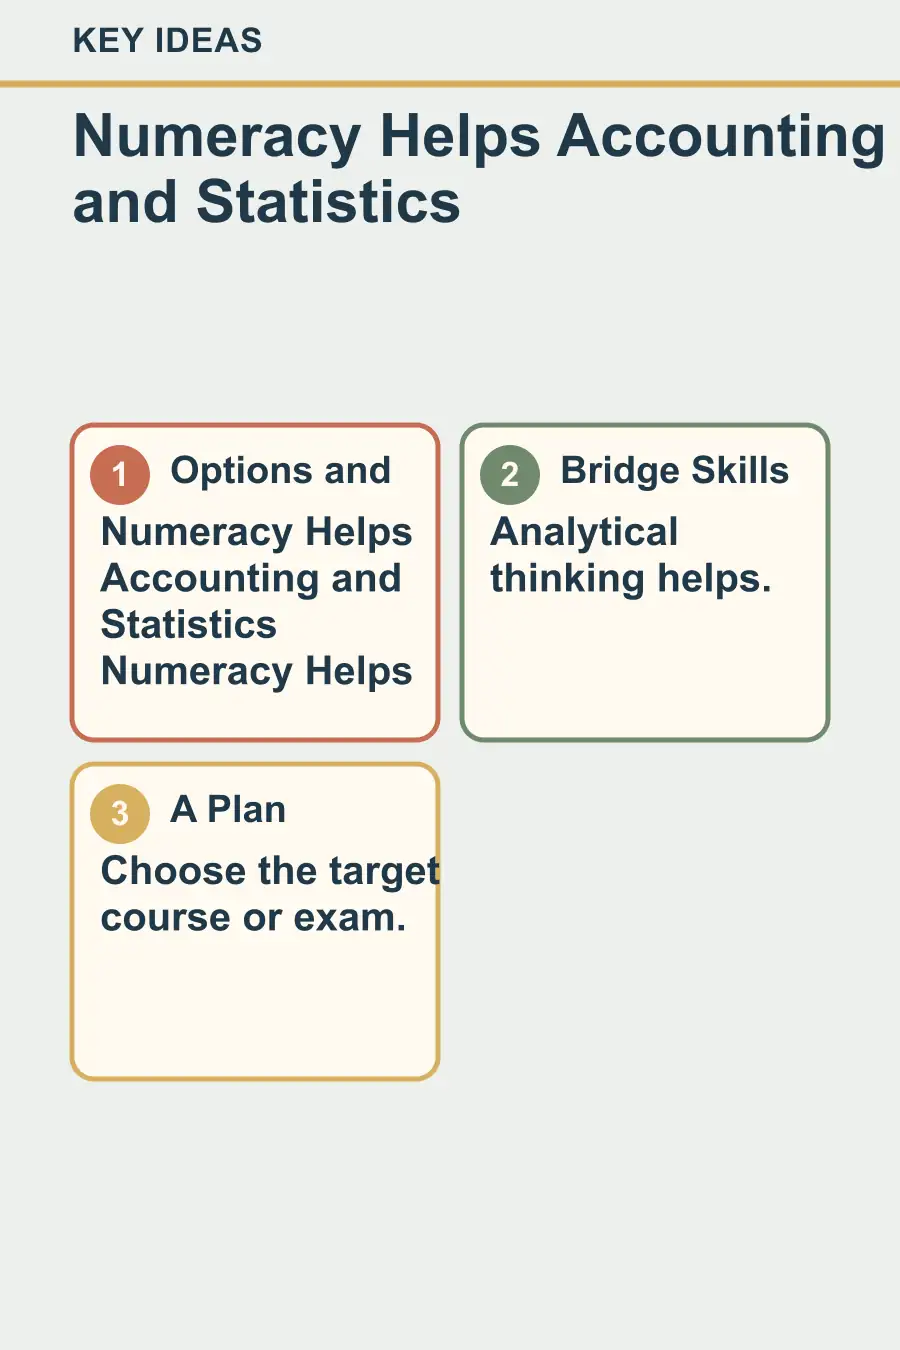 KEY IDEAS
Numeracy Helps Accounting
and Statistics
1 Options and
Numeracy Helps
Accounting and
Statistics
Numeracy Helps
2 Bridge Skills
Analytical
thinking helps.
3 A Plan
Choose the target
course or exam.